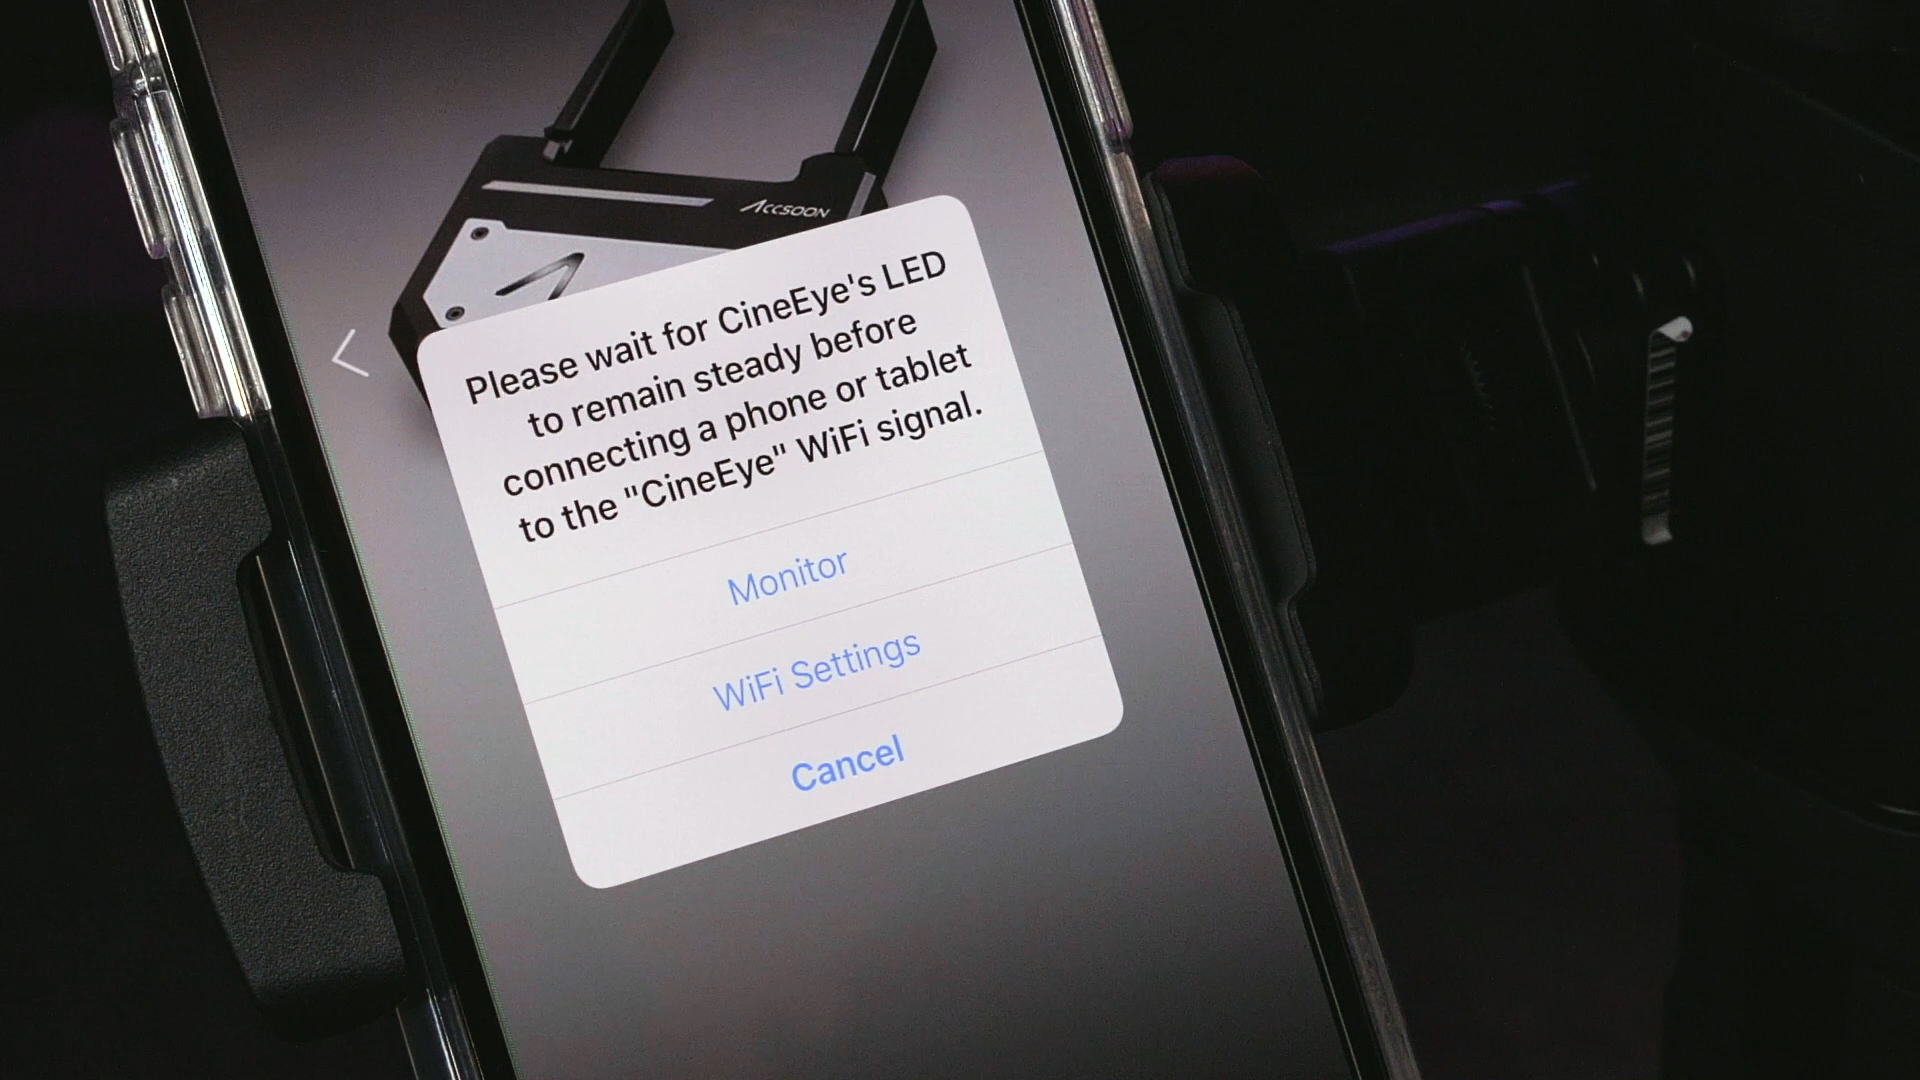 ACCSOON
Please wait for CineEye's LED
to remain steady before
connecting a phone or tablet
to the "CineEye" WiFi signal.
Monitor
WiFi Settings
Cancel